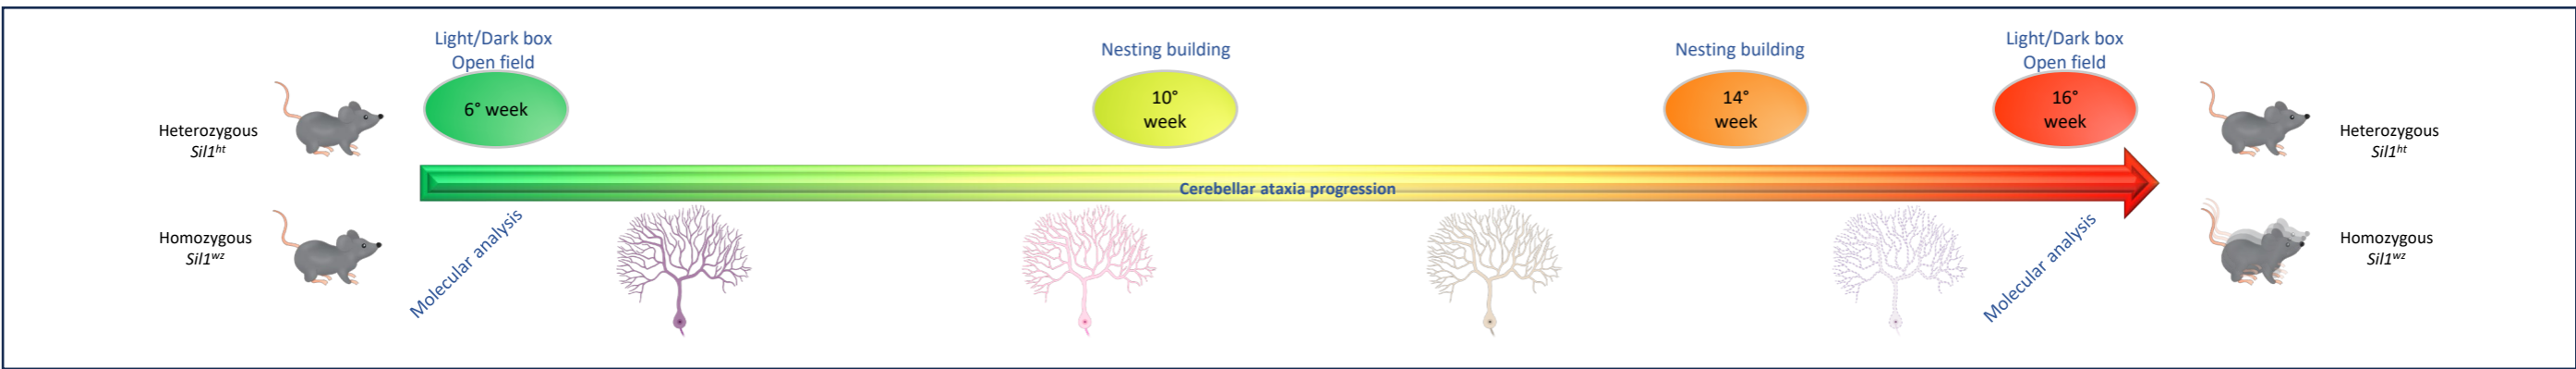 Light/Dark box
Open field
6° week
Nesting building
10°
week
Nesting building
14°
week
Light/Dark box
Open field
16°
week
Heterozygous
Sil1ht
Heterozygous
Sil1ht
Cerebellar ataxia progression
Homozygous
Sil1wz
Molecular analysis
Molecular analysis
Homozygous
Sil1wz